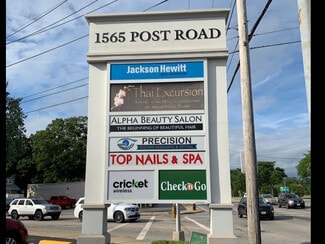 1565 POST ROAD
Jackson Hewitt
Thai Excursion
ALPHA BEAUTY SALON
THE BEGINNING OF BEAUTIFUL HAIR
PRECISION
TOP NAILS & SPA
cricket
wireless
Check Go